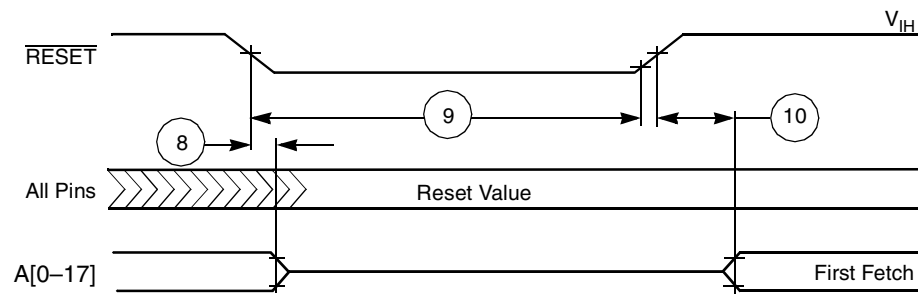 V_IH
RESET
9
10
8
All Pins
Reset Value
A[0–17]
First Fetch